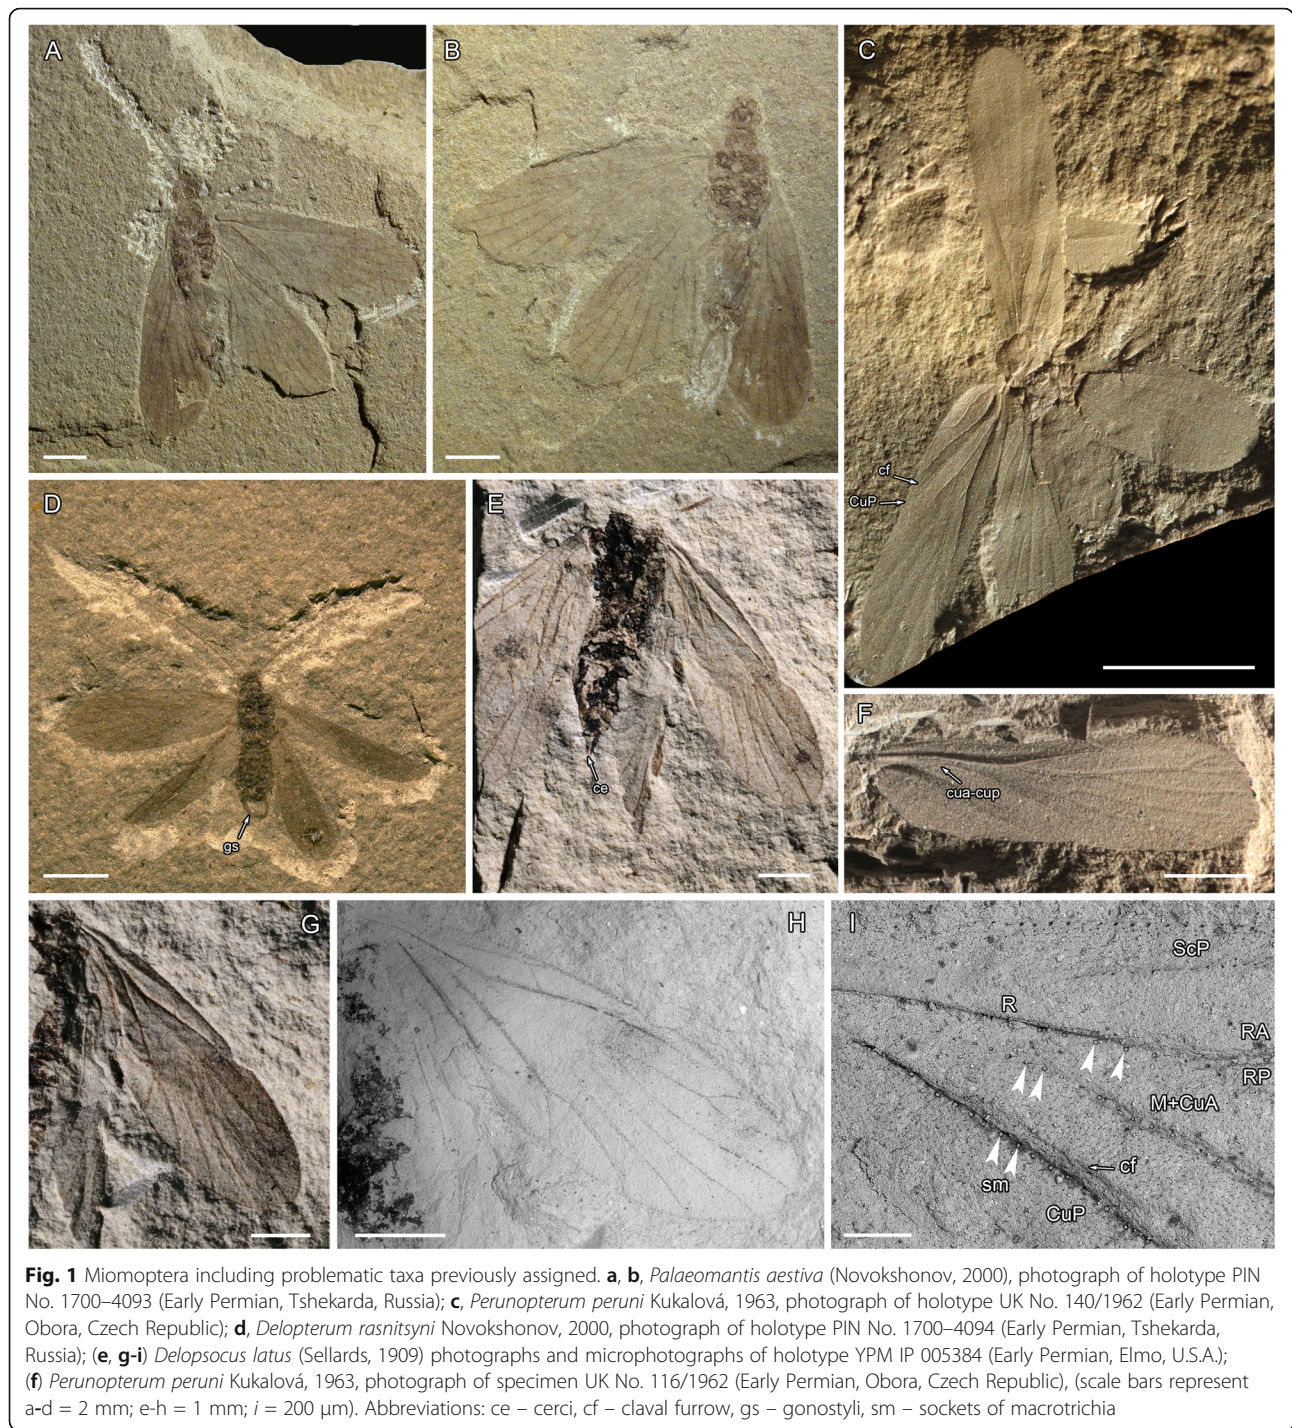 A
B
C
cf
CuP
D
gs
E
ce
F
cua-cup
G
H
I
ScP
R
RA
RP
M+CuA
cf
sm
CuP
Fig. 1 Miomoptera including problematic taxa previously assigned. a, b, Palaeomantis aestiva (Novokshonov, 2000), photograph of holotype PIN
No. 1700–4093 (Early Permian, Tshekarda, Russia); c, Perunopterum peruni Kukalová, 1963, photograph of holotype UK No. 140/1962 (Early Permian,
Obora, Czech Republic); d, Delopterum rasnitsyni Novokshonov, 2000, photograph of holotype PIN No. 1700–4094 (Early Permian, Tshekarda,
Russia); (e, g-i) Delopsocus latus (Sellards, 1909) photographs and microphotographs of holotype YPM IP 005384 (Early Permian, Elmo, U.S.A.);
(f) Perunopterum peruni Kukalová, 1963, photograph of specimen UK No. 116/1962 (Early Permian, Obora, Czech Republic), (scale bars represent
a-d = 2 mm; e-h = 1 mm; i = 200 μm). Abbreviations: ce – cerci, cf – claval furrow, gs – gonostyli, sm – sockets of macrotrichia